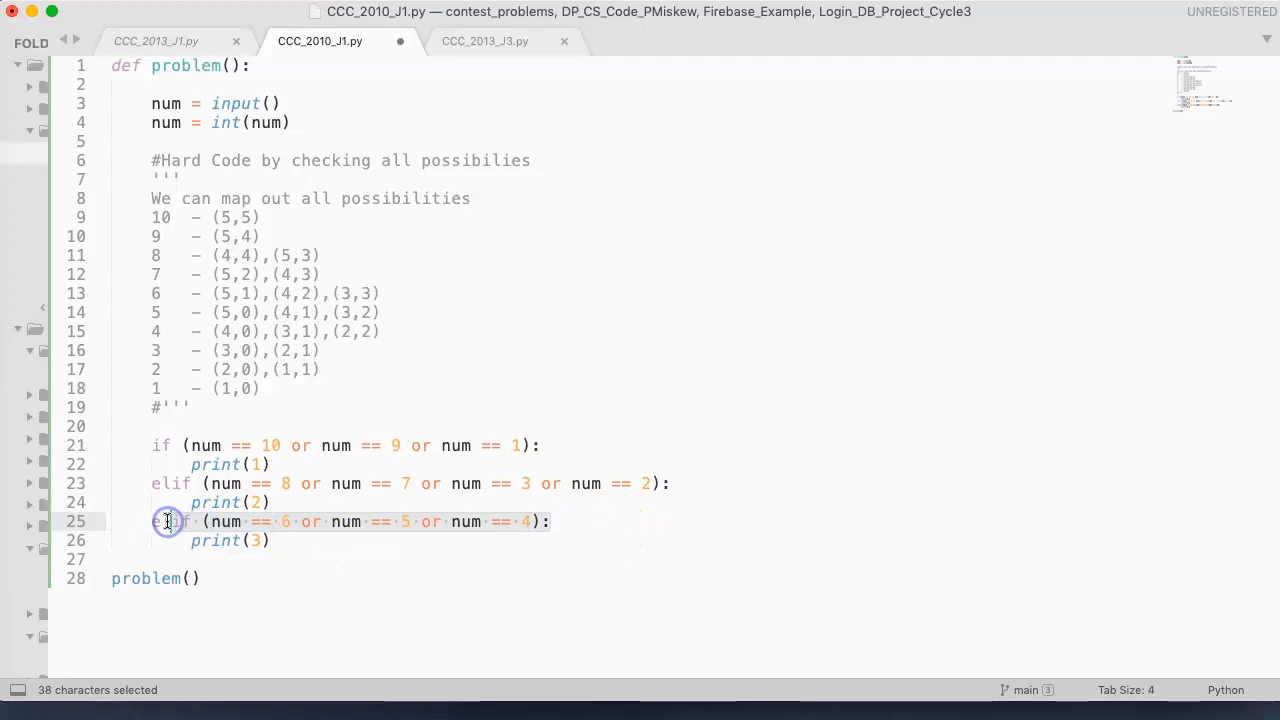 CCC_2010_J1.py — contest_problems, DP_CS_Code_PMiskew, Firebase_Example, Login_DB_Project_Cycle3
UNREGISTERED
FOLD
CCC_2013_J1.py
CCC_2010_J1.py
CCC_2013_J3.py
1 def problem():
2
3 num = input()
4 num = int(num)
5
6 #Hard Code by checking all possibilies
7 '''
8 We can map out all possibilities
9 10 - (5,5)
10 9 - (5,4)
11 8 - (4,4),(5,3)
12 7 - (5,2),(4,3)
13 6 - (5,1),(4,2),(3,3)
14 5 - (5,0),(4,1),(3,2)
15 4 - (4,0),(3,1),(2,2)
16 3 - (3,0),(2,1)
17 2 - (2,0),(1,1)
18 1 - (1,0)
19 #'''
20
21 if (num == 10 or num == 9 or num == 1):
22 print(1)
23 elif (num == 8 or num == 7 or num == 3 or num == 2):
24 print(2)
25 elif (num == 6 or num == 5 or num == 4):
26 print(3)
27
28 problem()
38 characters selected
main 3
Tab Size: 4
Python